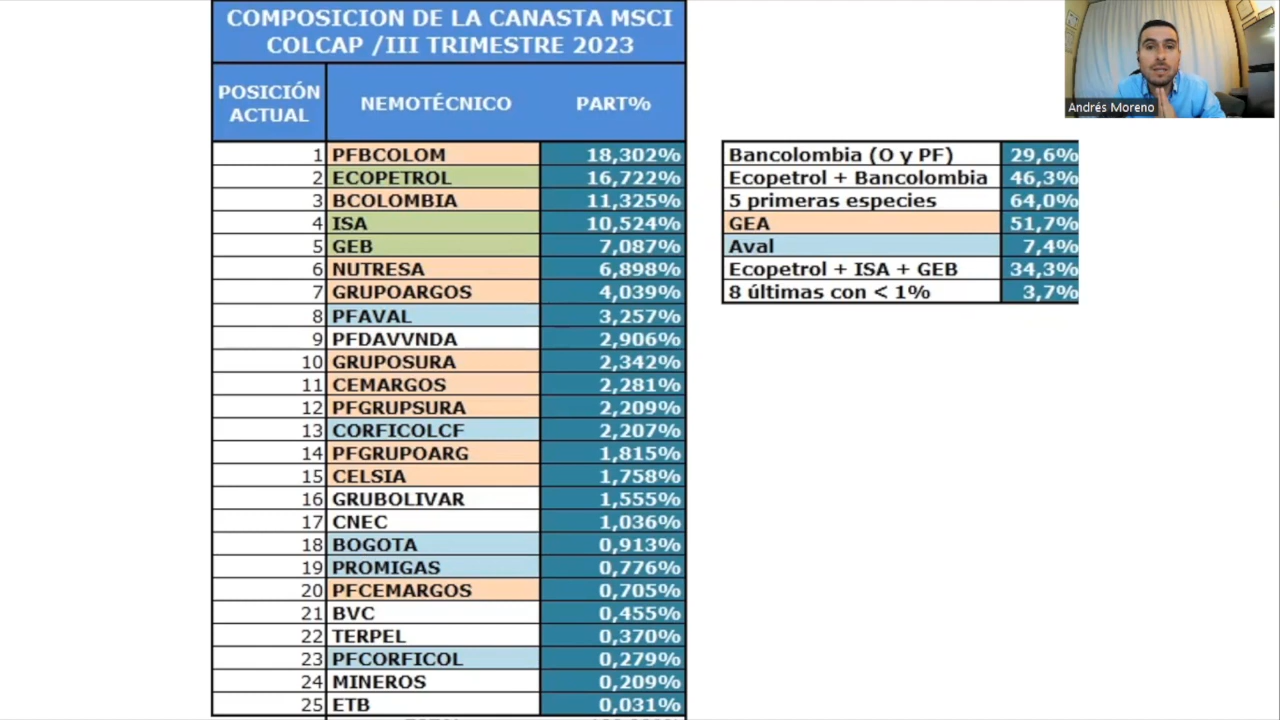 COMPOSICION DE LA CANASTA MSCI
COLCAP /III TRIMESTRE 2023
POSICIÓN ACTUAL NEMOTÉCNICO PART%
1 PFBCOLOM 18,302%
2 ECOPETROL 16,722%
3 BCOLOMBIA 11,325%
4 ISA 10,524%
5 GEB 7,087%
6 NUTRESA 6,898%
7 GRUPOARGOS 4,039%
8 PFAVAL 3,257%
9 PFDAVVNDA 2,906%
10 GRUPOSURA 2,342%
11 CEMARGOS 2,281%
12 PFGRUPSURA 2,209%
13 CORFICOLCF 2,207%
14 PFGRUPOARG 1,815%
15 CELSIA 1,758%
16 GRUBOLIVAR 1,555%
17 CNEC 1,036%
18 BOGOTA 0,913%
19 PROMIGAS 0,776%
20 PFCEMARGOS 0,705%
21 BVC 0,455%
22 TERPEL 0,370%
23 PFCORFICOL 0,279%
24 MINEROS 0,209%
25 ETB 0,031%
Bancolombia (O y PF) 29,6%
Ecopetrol + Bancolombia 46,3%
5 primeras especies 64,0%
GEA 51,7%
Aval 7,4%
Ecopetrol + ISA + GEB 34,3%
8 últimas con < 1% 3,7%
Andrés Moreno